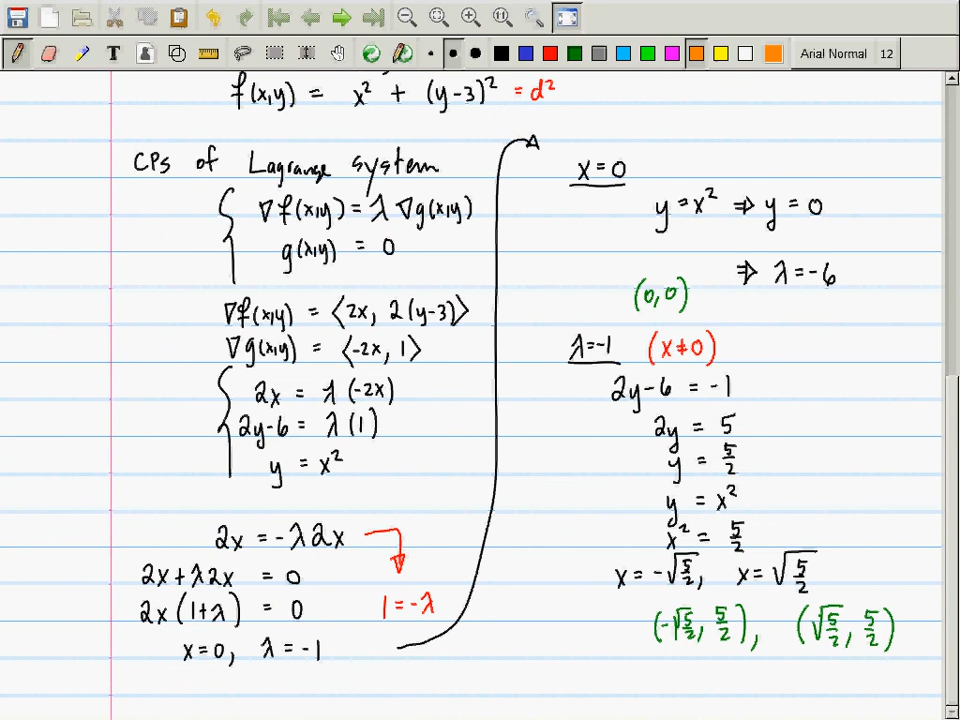 Arial Normal 12
f(x,y) = x² + (y-3)² = d²
CPs of Lagrange system
∇f(x,y) = λ ∇g(x,y)
g(x,y) = 0
∇f(x,y) = ⟨2x, 2(y-3)⟩
∇g(x,y) = ⟨-2x, 1⟩
2x = λ(-2x)
2y-6 = λ(1)
y = x²
2x = -λ2x
2x+λ2x = 0
2x(1+λ) = 0
1 = -λ
x=0, λ = -1
x=0
y=x² ⇒ y = 0
⇒ λ=-6
(0,0)
λ=-1 (x≠0)
2y-6 = -1
2y = 5
y = 5/2
y = x²
x² = 5/2
x = -√5/2, x = √5/2
(-√5/2, 5/2), (√5/2, 5/2)